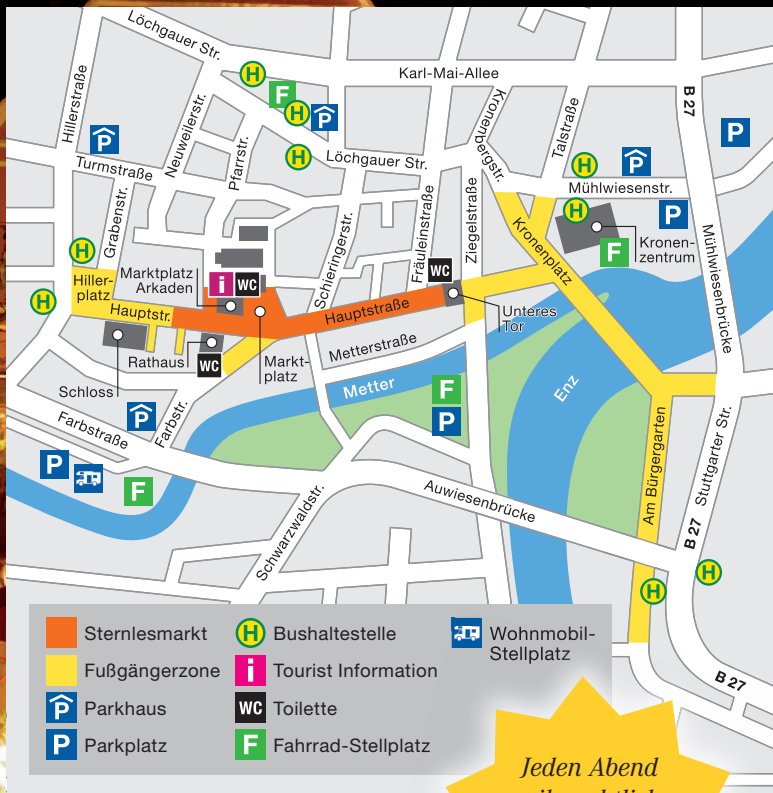 Löchgauer Str.
Karl-Mai-Allee
B 27
Hillerstraße
H
F
H
P
P
Neuweilerstr.
Kronenbergstr.
Talstraße
P
Turmstraße
Pfarrstr.
H
Löchgauer Str.
H
P
Mühlwiesenstr.
Grabenstr.
Fräuleinstraße
Ziegelstraße
H
P
Schieringerstr.
Kronenplatz
Mühlwiesenbrücke
H
F
Kronen-
zentrum
Marktplatz
Arkaden
i
WC
WC
Hiller-
platz
H
Hauptstr.
Hauptstraße
Unteres
Tor
Rathaus
WC
Markt-
platz
Metterstraße
Schloss
Metter
F
P
Enz
Farbstraße
P
Farbstr.
Am Bürgergarten
Stuttgarter Str.
P
F
Auwiesenbrücke
B 27
Schwarzwaldstr.
H
H
Sternlesmarkt
H
Bushaltestelle
Wohnmobil-
Stellplatz
Fußgängerzone
i
Tourist Information
P
Parkhaus
WC
Toilette
P
Parkplatz
F
Fahrrad-Stellplatz
B 27
Jeden Abend